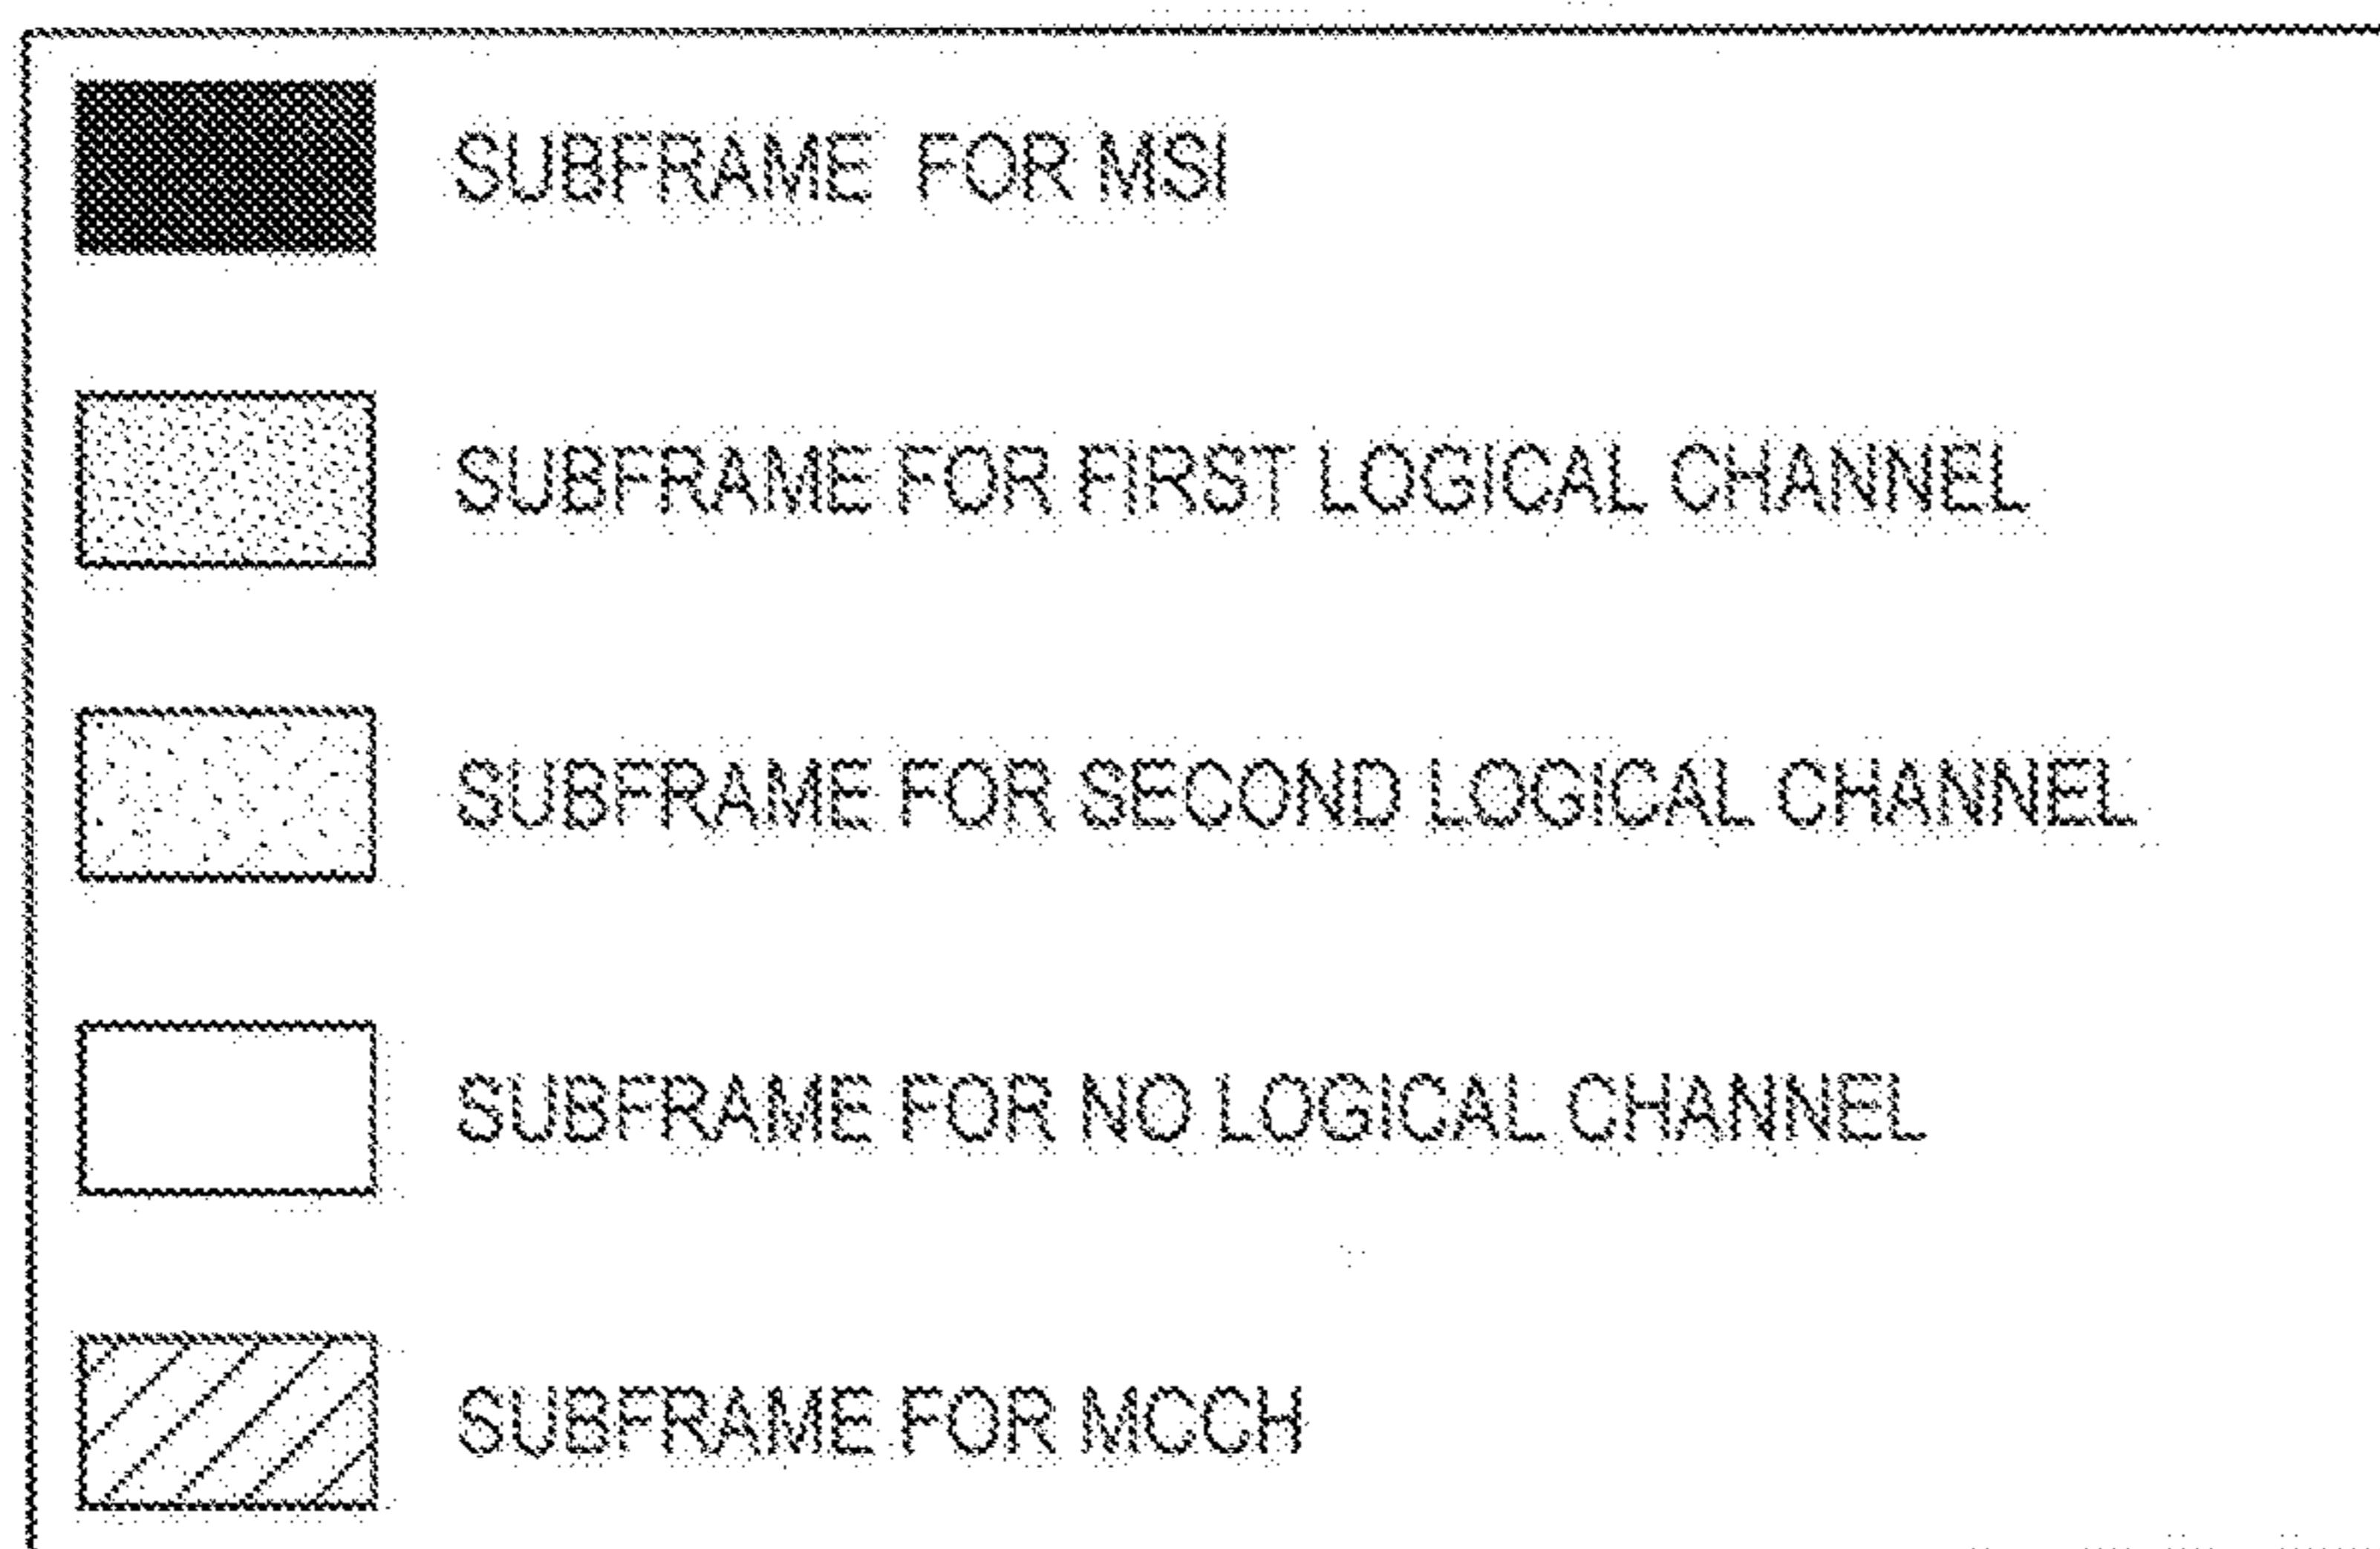 SUBFRAME FOR MSI
SUBFRAME FOR FIRST LOGICAL CHANNEL
SUBFRAME FOR SECOND LOGICAL CHANNEL
SUBFRAME FOR NO LOGICAL CHANNEL
SUBFRAME FOR MCCH